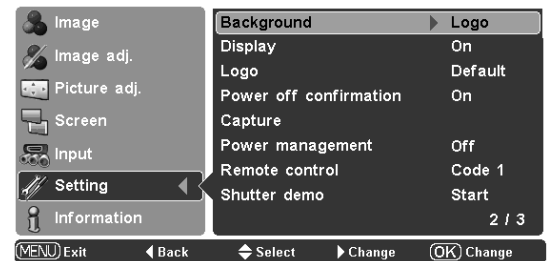 Image
Image adj.
Picture adj.
Screen
Input
Setting
Information
Background Logo
Display On
Logo Default
Power off confirmation On
Capture
Power management Off
Remote control Code 1
Shutter demo Start
2 / 3
MENU Exit Back Select Change OK Change